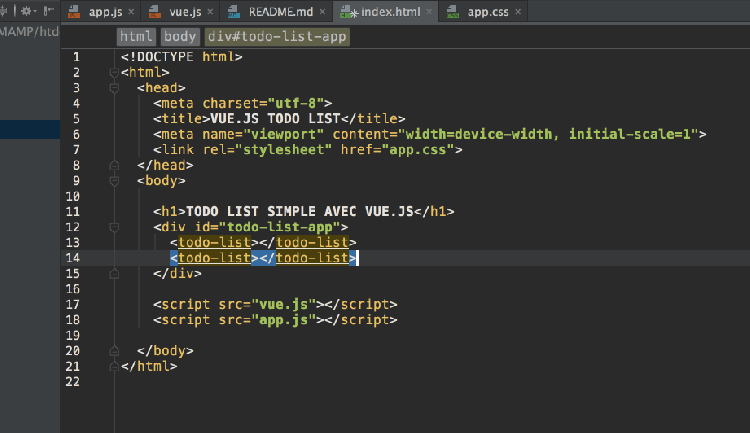 app.js × vue.js × README.md × index.html × app.css ×
MAMP/htdo
html body div#todo-list-app
1 <!DOCTYPE html>
2 <html>
3 <head>
4 <meta charset="utf-8">
5 <title>VUE.JS TODO LIST</title>
6 <meta name="viewport" content="width=device-width, initial-scale=1">
7 <link rel="stylesheet" href="app.css">
8 </head>
9 <body>
10
11 <h1>TODO LIST SIMPLE AVEC VUE.JS</h1>
12 <div id="todo-list-app">
13 <todo-list></todo-list>
14 <todo-list></todo-list>
15 </div>
16
17 <script src="vue.js"></script>
18 <script src="app.js"></script>
19
20 </body>
21 </html>
22